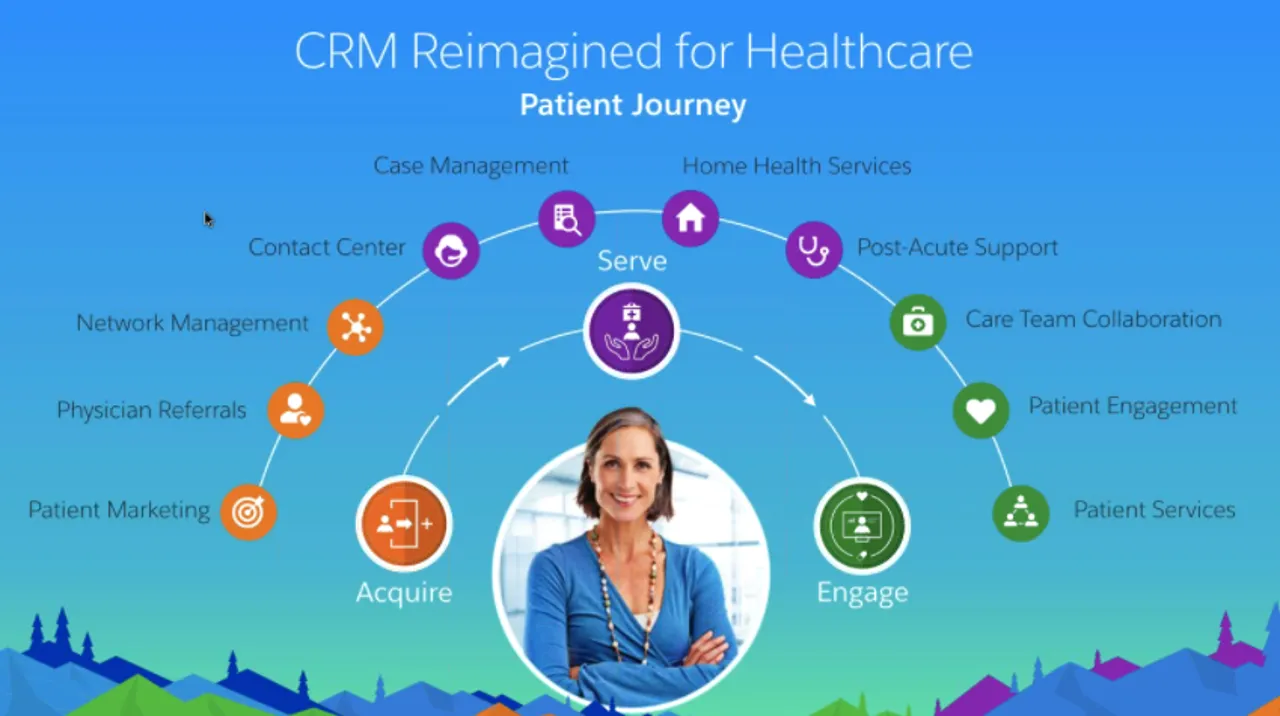 CRM Reimagined for Healthcare
Patient Journey
Case Management
Home Health Services
Contact Center
Serve
Post-Acute Support
Network Management
Care Team Collaboration
Physician Referrals
Patient Engagement
Patient Marketing
Patient Services
Acquire
Engage